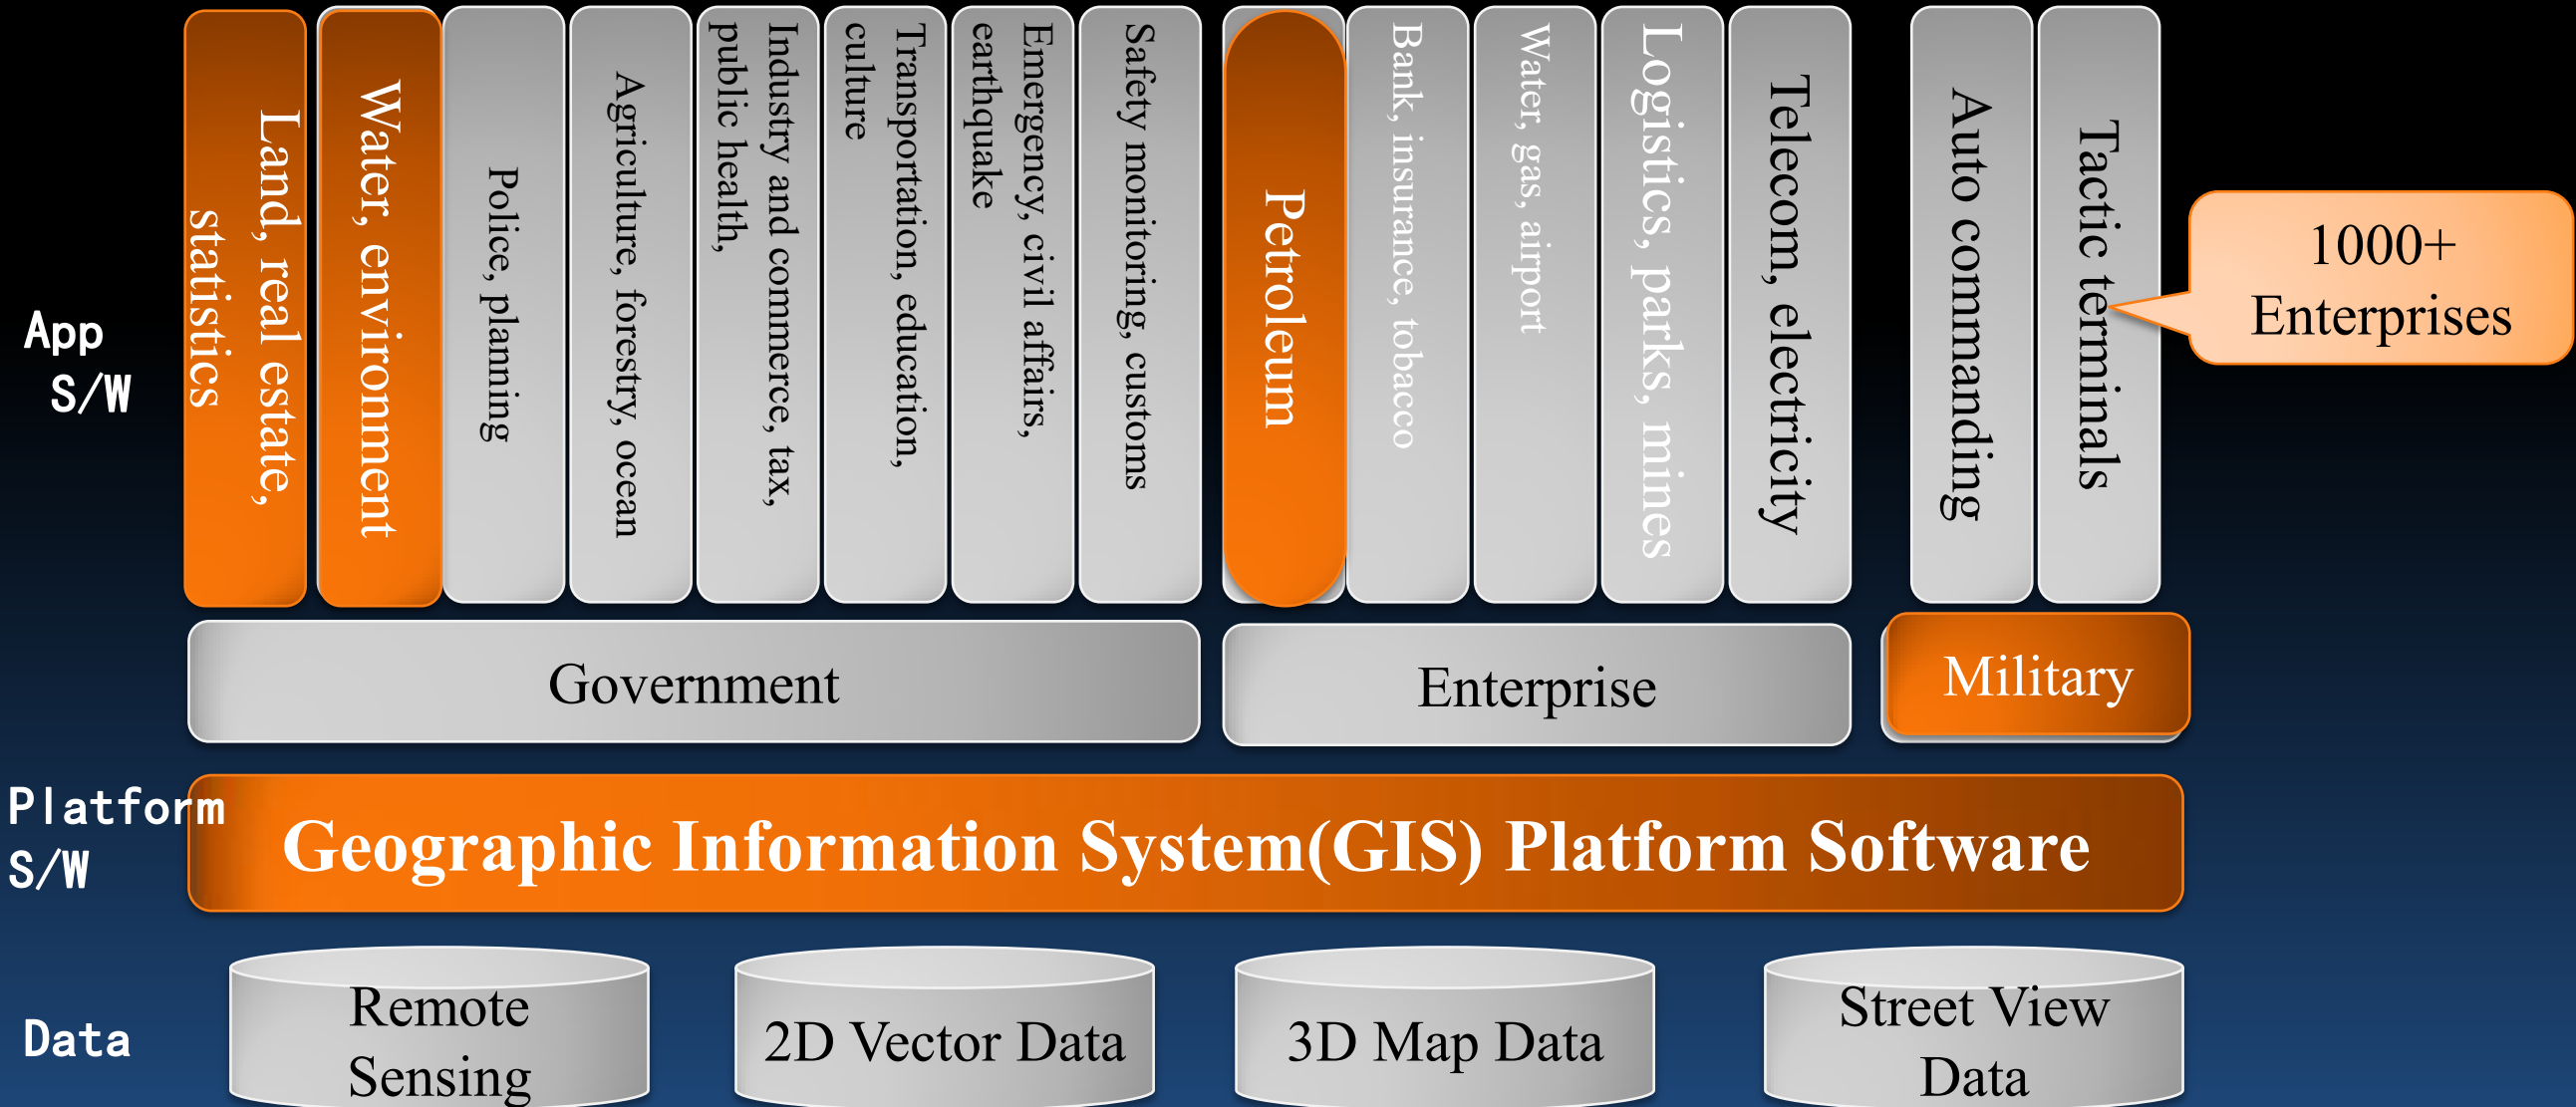 App
S/W
Land, real estate,
statistics
Water, environment
Police, planning
Agriculture, forestry, ocean
Industry and commerce, tax,
public health,
Transportation, education,
culture
Emergency, civil affairs,
earthquake
Safety monitoring, customs
Petroleum
Bank, insurance, tobacco
Water, gas, airport
Logistics, parks, mines
Telecom, electricity
Auto commanding
Tactic terminals
1000+
Enterprises
Government
Enterprise
Military
Platform
S/W
Geographic Information System(GIS) Platform Software
Data
Remote
Sensing
2D Vector Data
3D Map Data
Street View
Data